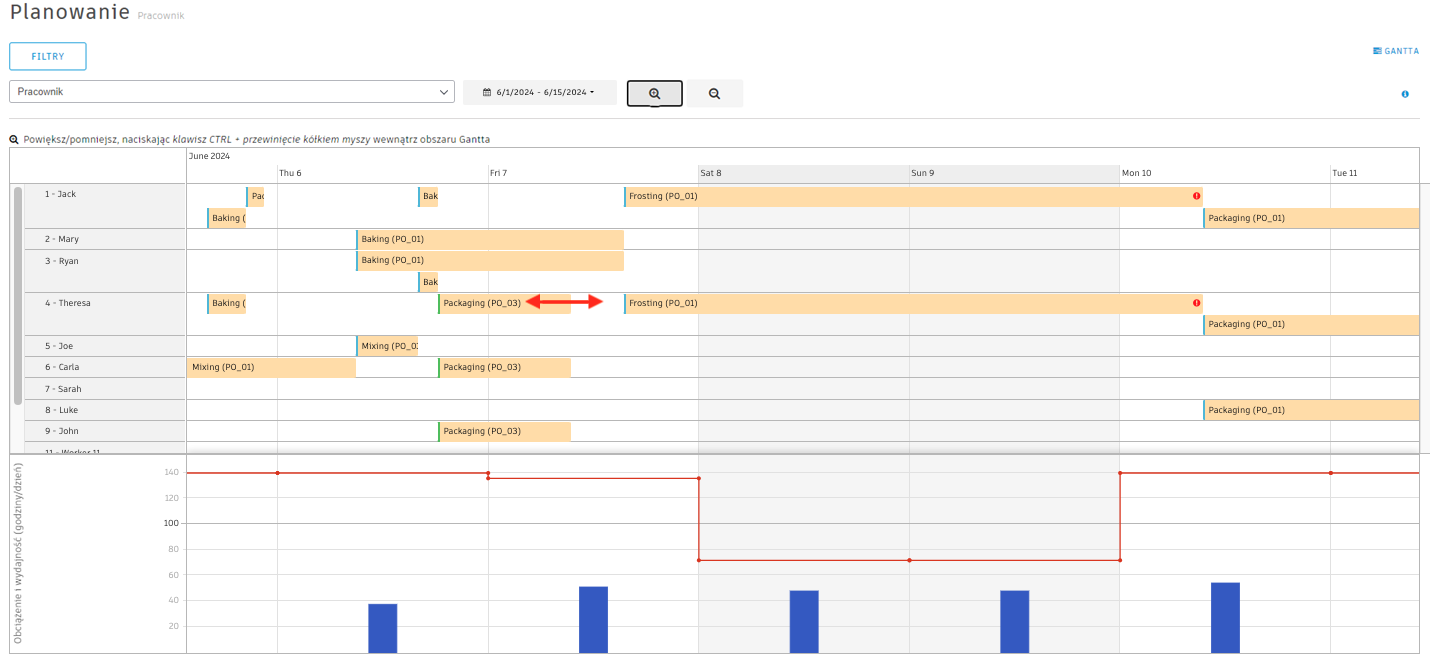 Planowanie Pracownik
FILTRY
GANTTA
Pracownik
6/1/2024 - 6/15/2024
Powiększ/pomniejsz, naciskając klawisz CTRL + przewinięcie kółkiem myszy wewnątrz obszaru Gantta
June 2024
Thu 6 Fri 7 Sat 8 Sun 9 Mon 10 Tue 11
1 - Jack Pac Bak Frosting (PO_01)
Baking ( Packaging (PO_01)
2 - Mary Baking (PO_01)
3 - Ryan Baking (PO_01)
Bak
4 - Theresa Baking ( Packaging (PO_03) Frosting (PO_01)
Packaging (PO_01)
5 - Joe Mixing (PO_0
6 - Carla Mixing (PO_01) Packaging (PO_03)
7 - Sarah
8 - Luke Packaging (PO_01)
9 - John Packaging (PO_03)
11 - Worker 11
Obciążenie i wydajność (godziny/dzień)
140
120
100
80
60
40
20